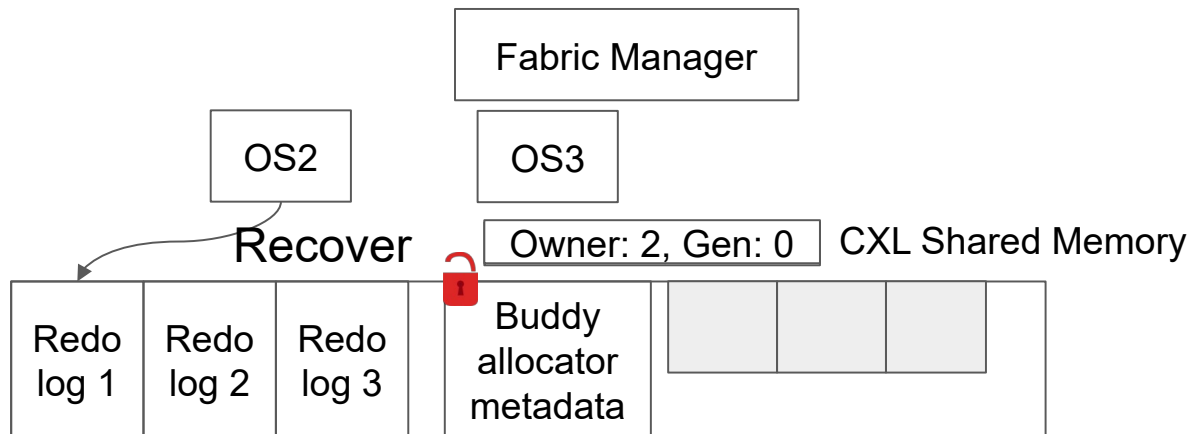 Fabric Manager
OS2
OS3
Recover
Owner: 2, Gen: 0
CXL Shared Memory
Redo
log 1
Redo
log 2
Redo
log 3
Buddy
allocator
metadata